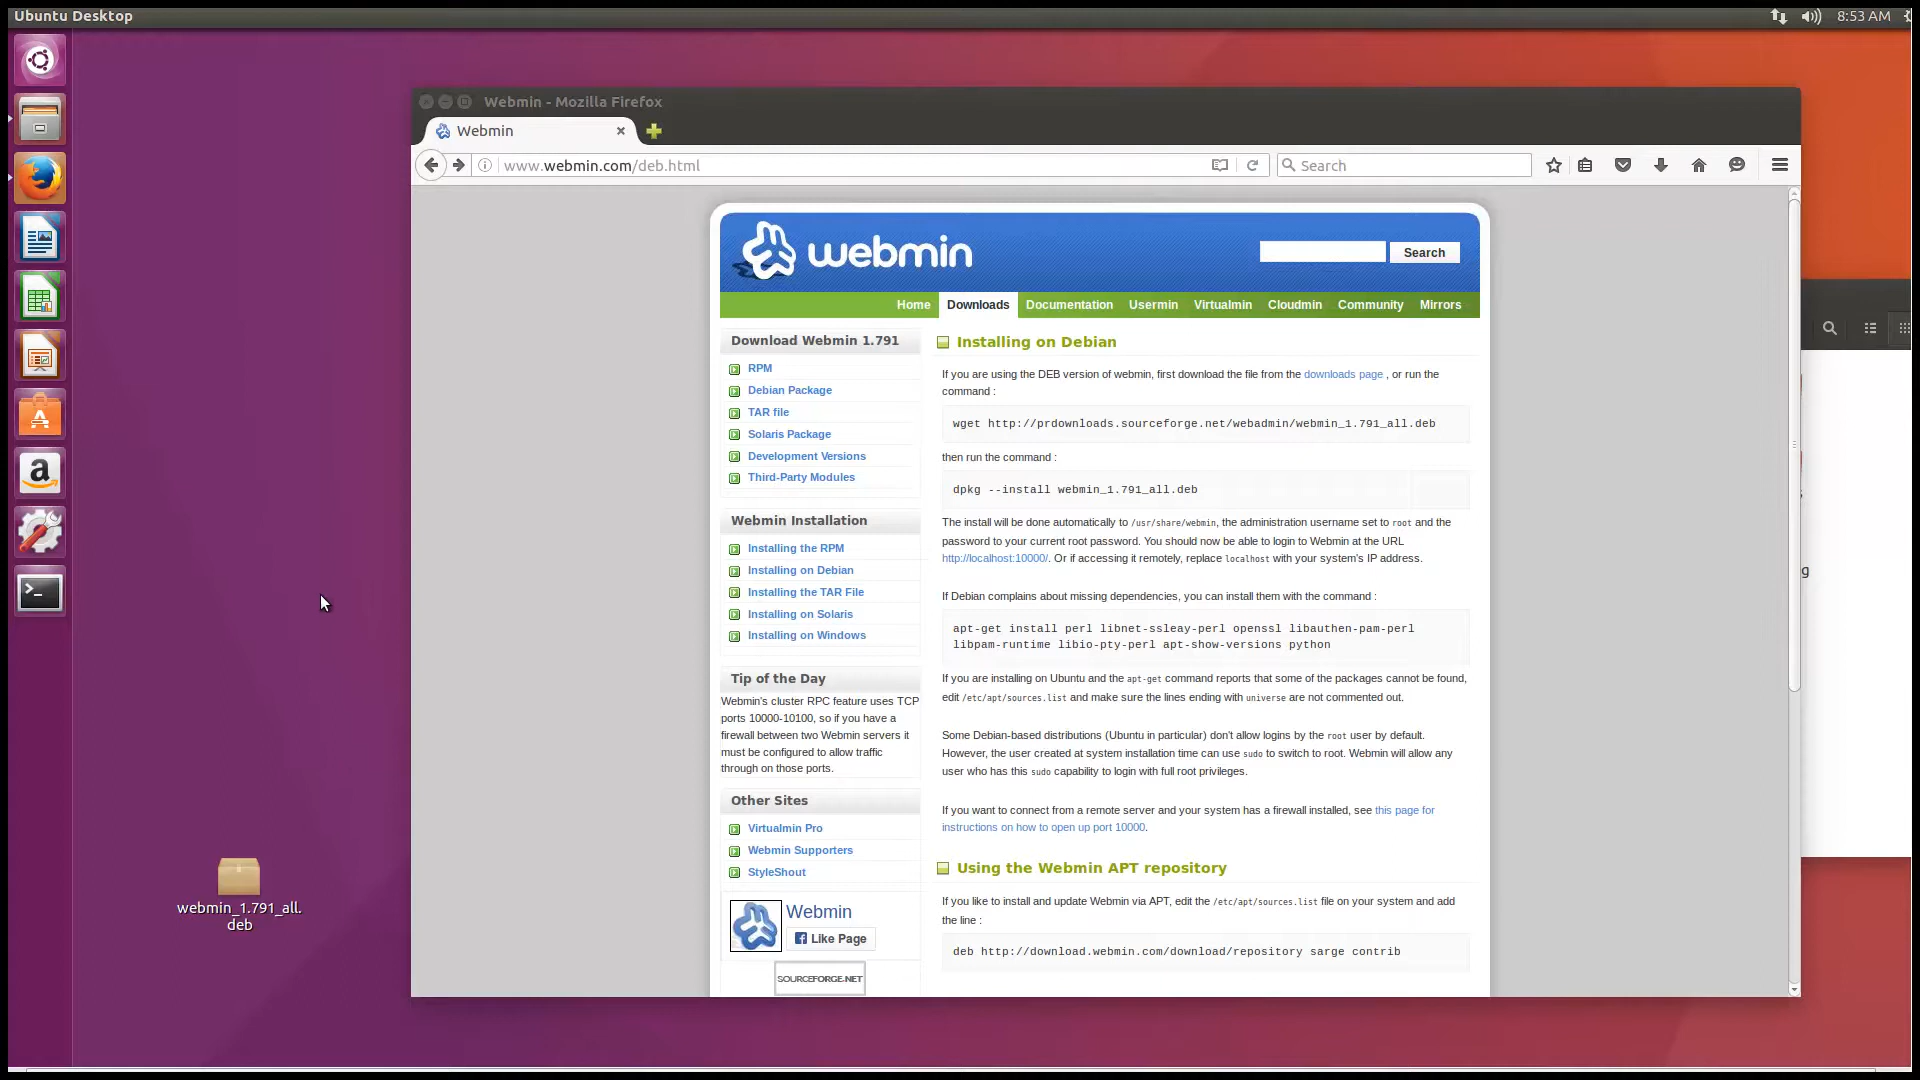 Ubuntu Desktop
8:53 AM
Webmin - Mozilla Firefox
Webmin
www.webmin.com/deb.html
Search
webmin
Search
Home
Downloads
Documentation
Usermin
Virtualmin
Cloudmin
Community
Mirrors
Download Webmin 1.791
RPM
Debian Package
TAR file
Solaris Package
Development Versions
Third-Party Modules
Webmin Installation
Installing the RPM
Installing on Debian
Installing the TAR File
Installing on Solaris
Installing on Windows
Tip of the Day
Webmin's cluster RPC feature uses TCP
ports 10000-10100, so if you have a
firewall between two Webmin servers it
must be configured to allow traffic
through on those ports.
Other Sites
Virtualmin Pro
Webmin Supporters
StyleShout
Webmin
Like Page
SOURCEFORGE.NET
Installing on Debian
If you are using the DEB version of webmin, first download the file from the downloads page , or run the
command :
wget http://prdownloads.sourceforge.net/webadmin/webmin_1.791_all.deb
then run the command :
dpkg --install webmin_1.791_all.deb
The install will be done automatically to /usr/share/webmin, the administration username set to root and the
password to your current root password. You should now be able to login to Webmin at the URL
http://localhost:10000/. Or if accessing it remotely, replace localhost with your system's IP address.
If Debian complains about missing dependencies, you can install them with the command :
apt-get install perl libnet-ssleay-perl openssl libauthen-pam-perl
libpam-runtime libio-pty-perl apt-show-versions python
If you are installing on Ubuntu and the apt-get command reports that some of the packages cannot be found,
edit /etc/apt/sources.list and make sure the lines ending with universe are not commented out.
Some Debian-based distributions (Ubuntu in particular) don't allow logins by the root user by default.
However, the user created at system installation time can use sudo to switch to root. Webmin will allow any
user who has this sudo capability to login with full root privileges.
If you want to connect from a remote server and your system has a firewall installed, see this page for
instructions on how to open up port 10000.
Using the Webmin APT repository
If you like to install and update Webmin via APT, edit the /etc/apt/sources.list file on your system and add
the line :
deb http://download.webmin.com/download/repository sarge contrib
webmin_1.791_all.
deb